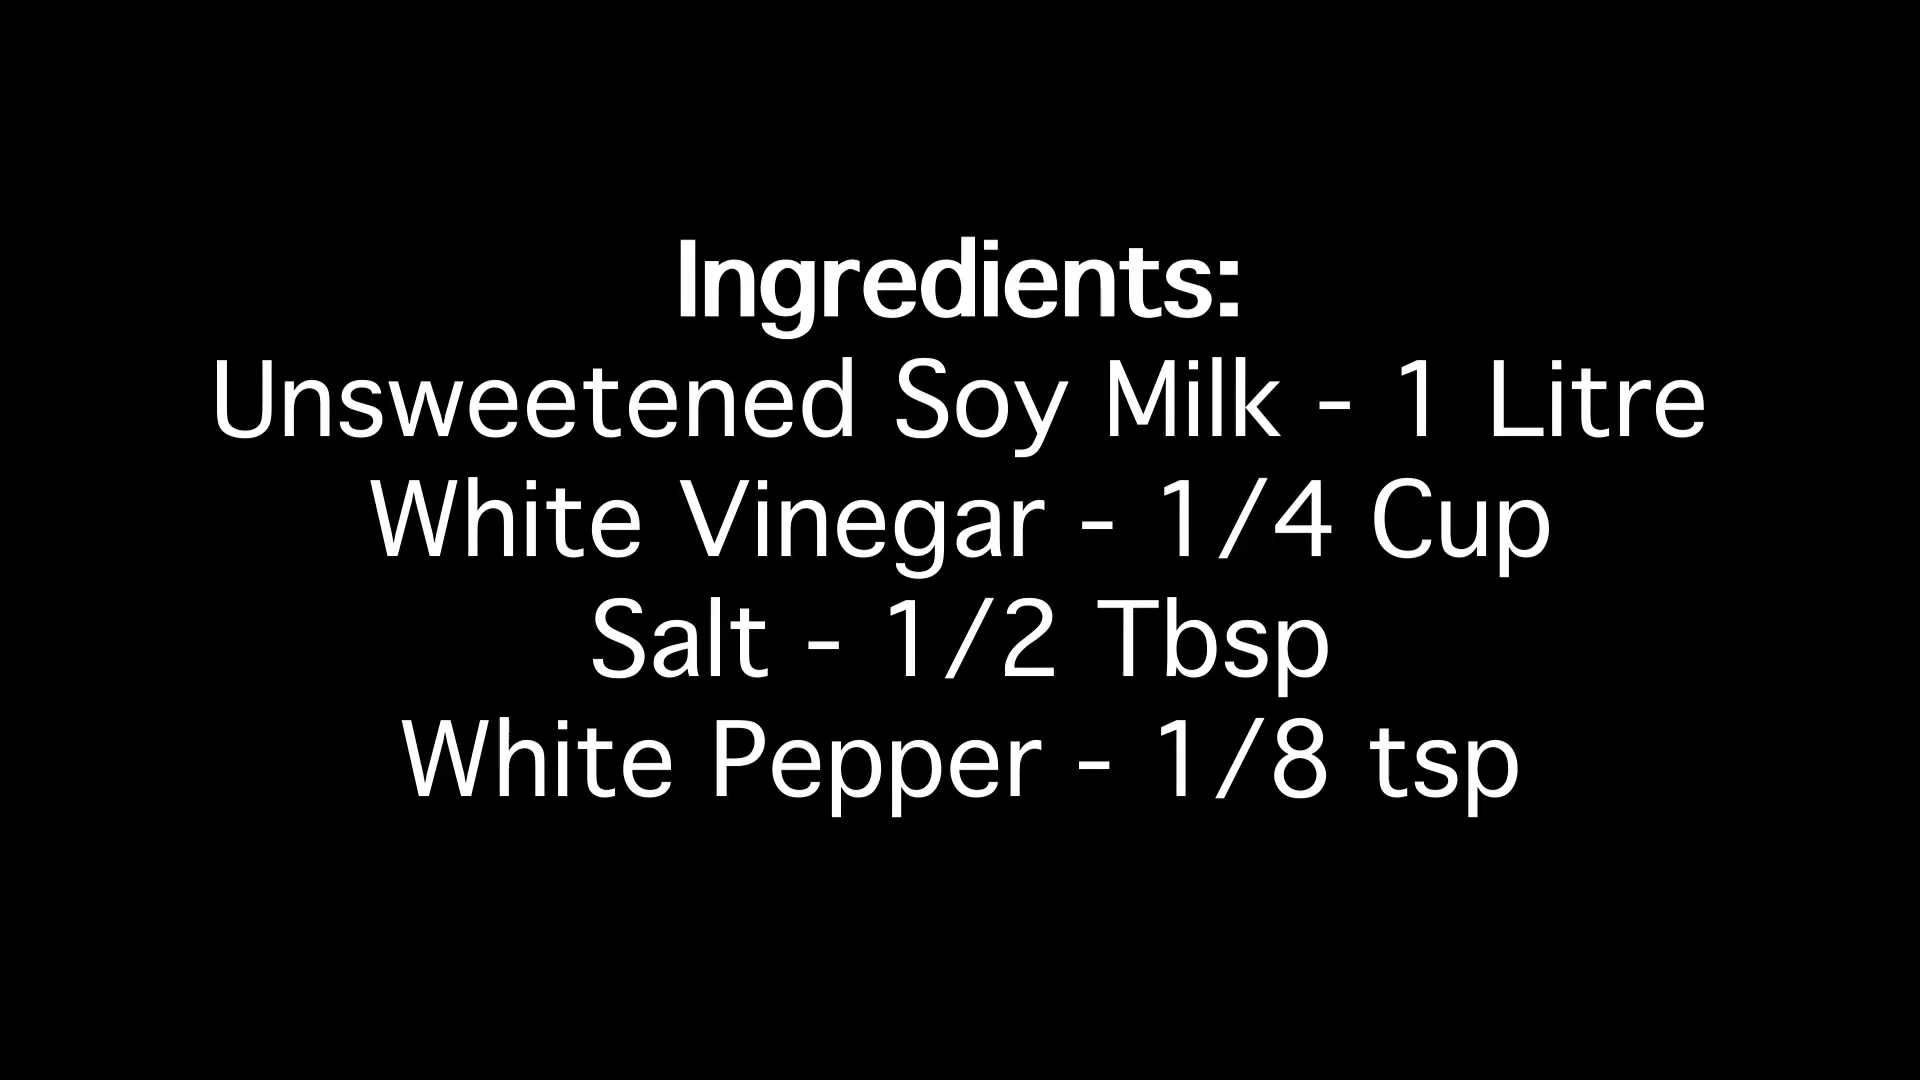 Ingredients:
Unsweetened Soy Milk - 1 Litre
White Vinegar - 1/4 Cup
Salt - 1/2 Tbsp
White Pepper - 1/8 tsp